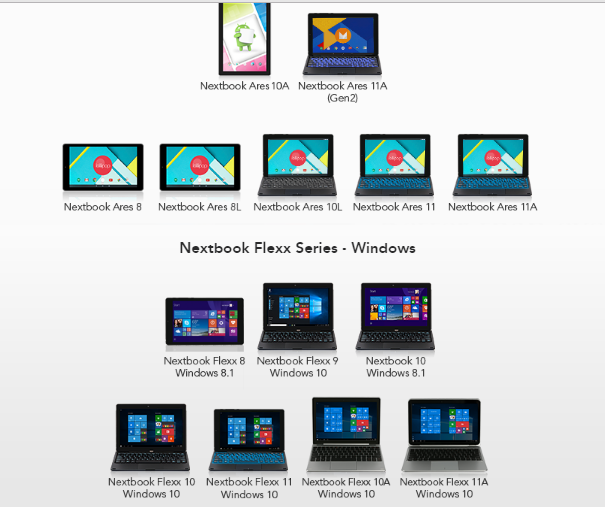 Nextbook Ares 10A
Nextbook Ares 11A
(Gen2)
Nextbook Ares 8
Nextbook Ares 8L
Nextbook Ares 10L
Nextbook Ares 11
Nextbook Ares 11A
Nextbook Flexx Series - Windows
Nextbook Flexx 8
Windows 8.1
Nextbook Flexx 9
Windows 10
Nextbook 10
Windows 8.1
Nextbook Flexx 10
Windows 10
Nextbook Flexx 11
Windows 10
Nextbook Flexx 10A
Windows 10
Nextbook Flexx 11A
Windows 10